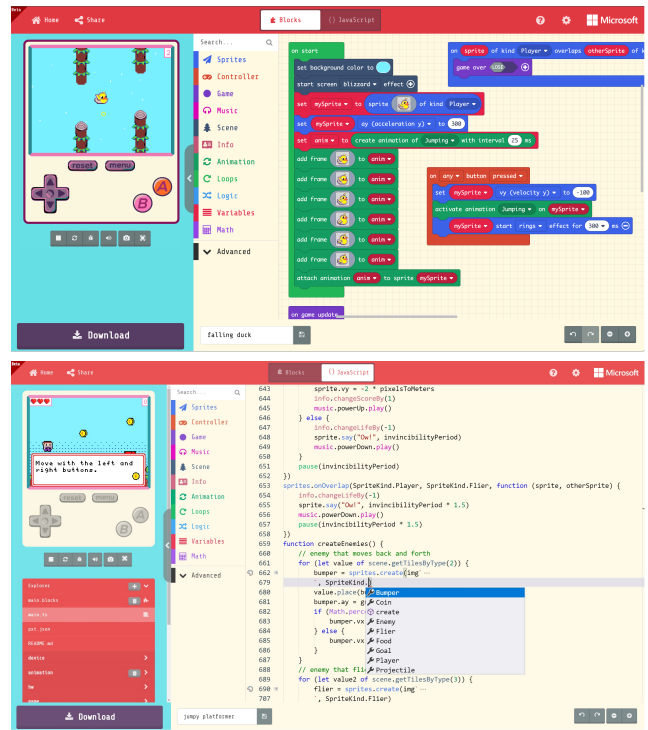 Beta
Home Share Blocks {} JavaScript ? Microsoft
2
reset menu
A
B
Download
Search...
Sprites
Controller
Game
Music
Scene
Info
Animation
Loops
Logic
Variables
Math
Advanced
on start
set background color to
start screen blizzard effect
set mySprite to sprite of kind Player
set mySprite ay (acceleration y) to 300
set anim to create animation of Jumping with interval 25 ms
add frame to anim
add frame to anim
add frame to anim
add frame to anim
add frame to anim
add frame to anim
attach animation anim to sprite mySprite
on game update
on sprite of kind Player overlaps otherSprite of k
game over LOSE
on any button pressed
set mySprite vy (velocity y) to -100
activate animation Jumping on mySprite
mySprite start rings effect for 300 ms
falling duck
Beta
Home Share Blocks {} JavaScript ? Microsoft
Move with the left and
right buttons.
reset menu
A
B
Explorer
main.blocks
main.ts
pxt.json
README.md
device
animation
hw
Download
Search...
Sprites
Controller
Game
Music
Scene
Info
Animation
Loops
Logic
Variables
Math
Advanced
643 sprite.vy = -2 * pixelsToMeters
644 info.changeScoreBy(1)
645 music.powerUp.play()
646 } else {
647 info.changeLifeBy(-1)
648 sprite.say("Ow!", invincibilityPeriod)
649 music.powerDown.play()
650 }
651 pause(invincibilityPeriod)
652 })
653 sprites.onOverlap(SpriteKind.Player, SpriteKind.Flier, function (sprite, otherSprite) {
654 info.changeLifeBy(-1)
655 sprite.say("Ow!", invincibilityPeriod * 1.5)
656 music.powerDown.play()
657 pause(invincibilityPeriod * 1.5)
658 })
659 function createEnemies() {
660 // enemy that moves back and forth
661 for (let value of scene.getTilesByType(2)) {
662 bumper = sprites.create(img`
679 `, SpriteKind.)
680 value.place(b
681 bumper.ay = g
682 if (Math.perc
683 bumper.vx
684 } else {
685 bumper.vx
686 }
687 }
688 // enemy that fli
689 for (let value2 of scene.getTilesByType(3)) {
690 flier = sprites.create(img`
707 `, SpriteKind.Flier)
Bumper
Coin
create
Enemy
Flier
Food
Goal
Player
Projectile
jumpy platformer